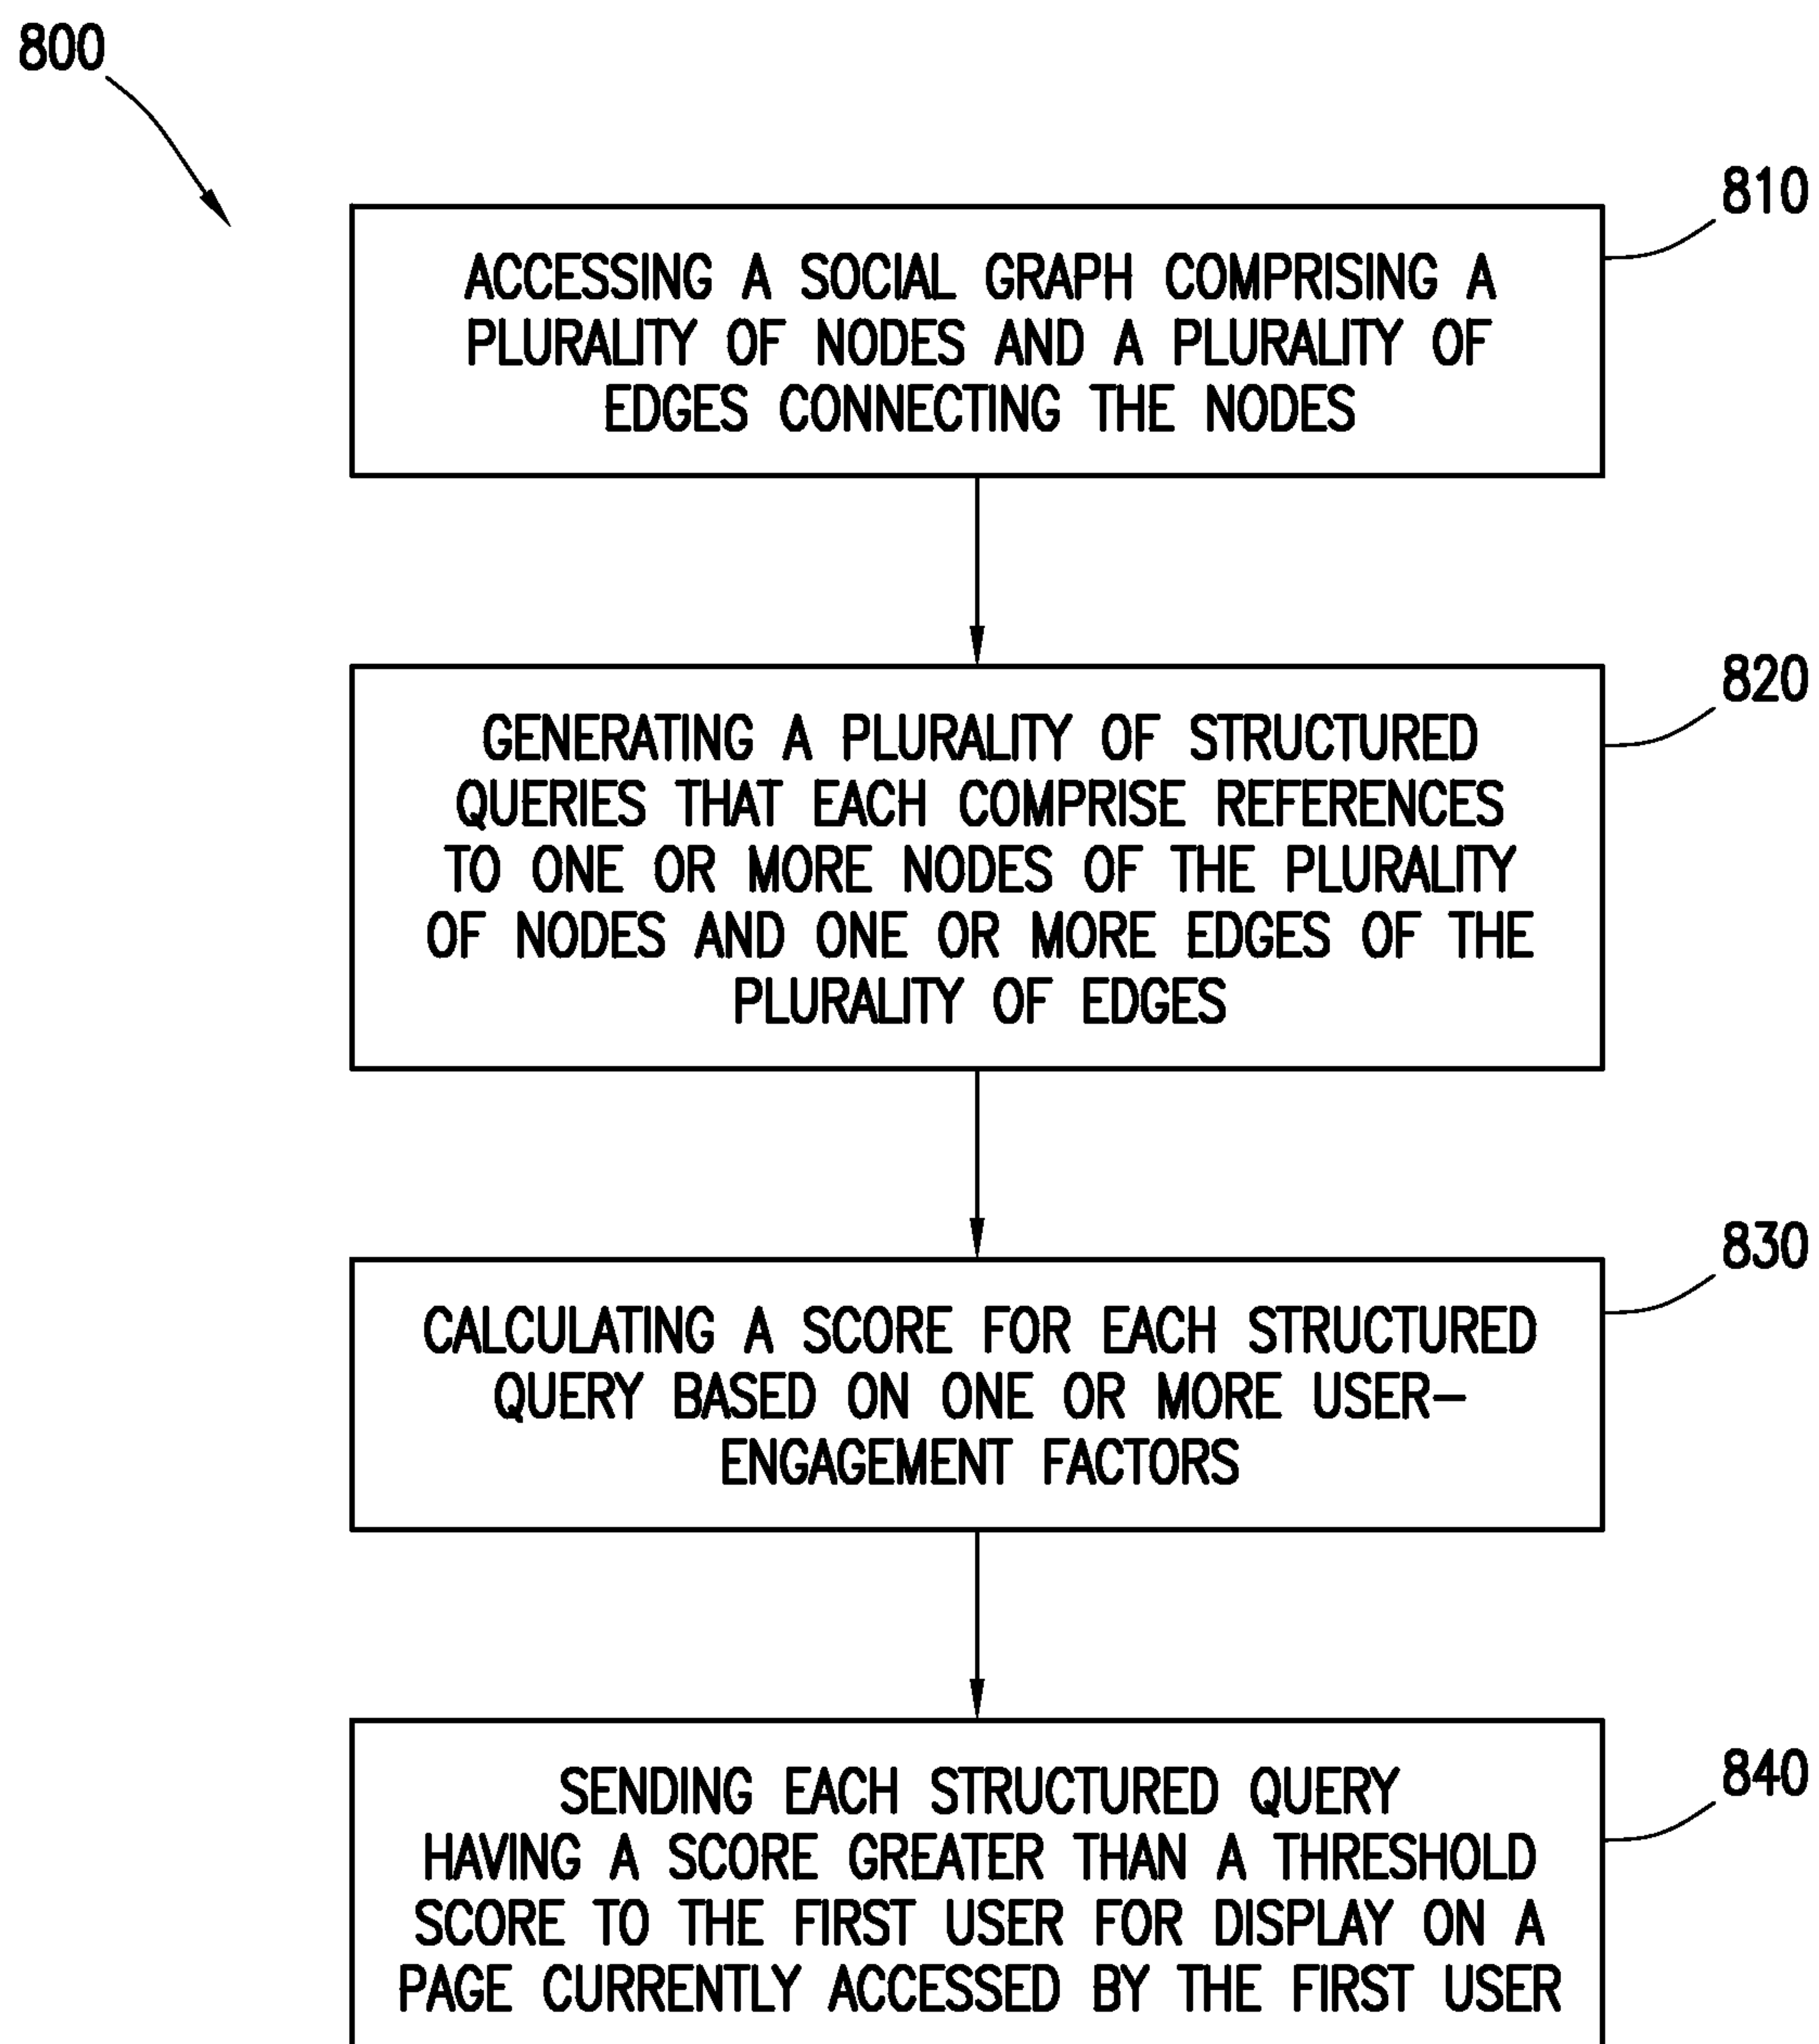 800
810
ACCESSING A SOCIAL GRAPH COMPRISING A
PLURALITY OF NODES AND A PLURALITY OF
EDGES CONNECTING THE NODES
820
GENERATING A PLURALITY OF STRUCTURED
QUERIES THAT EACH COMPRISE REFERENCES
TO ONE OR MORE NODES OF THE PLURALITY
OF NODES AND ONE OR MORE EDGES OF THE
PLURALITY OF EDGES
830
CALCULATING A SCORE FOR EACH STRUCTURED
QUERY BASED ON ONE OR MORE USER-
ENGAGEMENT FACTORS
840
SENDING EACH STRUCTURED QUERY
HAVING A SCORE GREATER THAN A THRESHOLD
SCORE TO THE FIRST USER FOR DISPLAY ON A
PAGE CURRENTLY ACCESSED BY THE FIRST USER